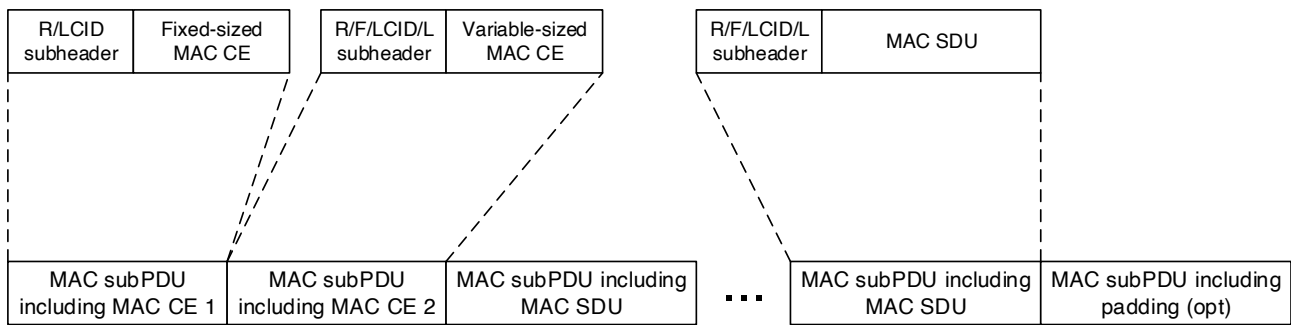 R/LCID
subheader
Fixed-sized
MAC CE
R/F/LCID/L
subheader
Variable-sized
MAC CE
R/F/LCID/L
subheader
MAC SDU
MAC subPDU
including MAC CE 1
MAC subPDU
including MAC CE 2
MAC subPDU including
MAC SDU
...
MAC subPDU including
MAC SDU
MAC subPDU including
padding (opt)